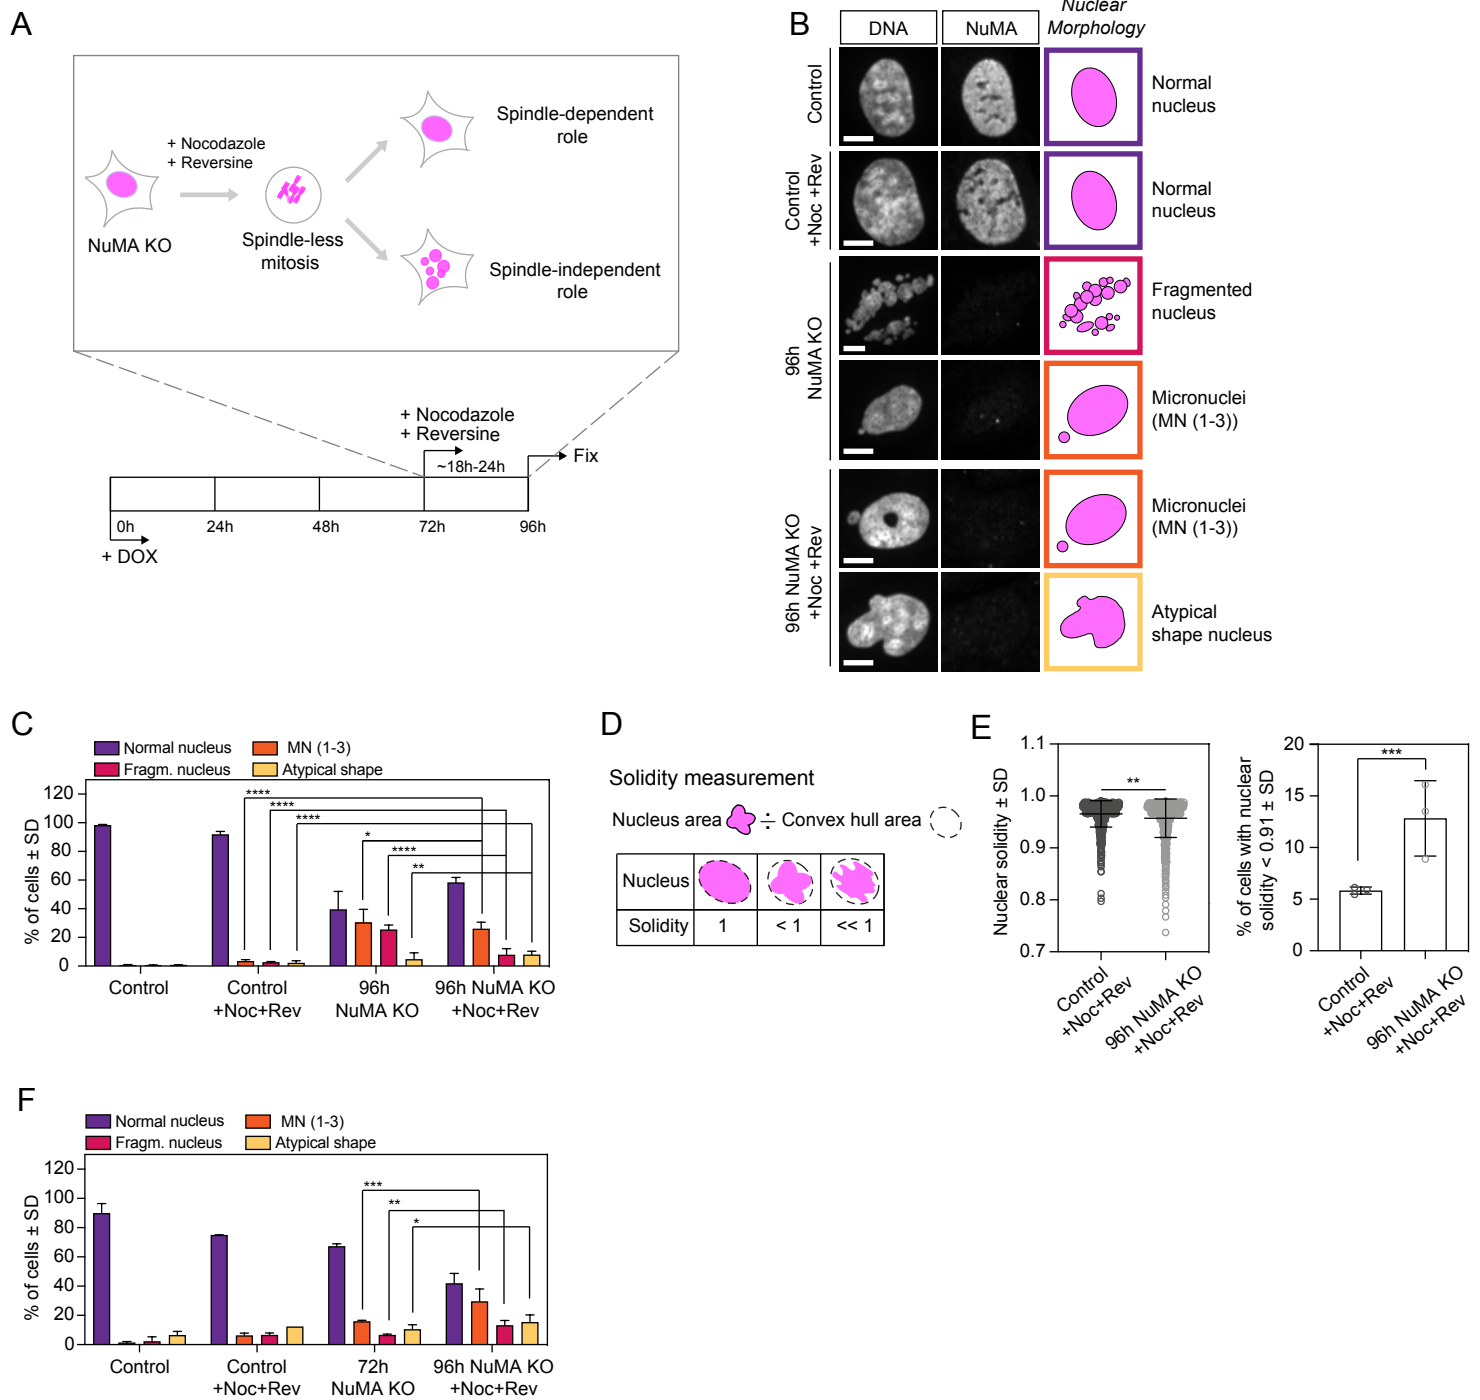 A
+ Nocodazole
+ Reversine
NuMA KO
Spindle-less
mitosis
Spindle-dependent
role
Spindle-independent
role
+ Nocodazole
+ Reversine
~18h-24h
Fix
0h
24h
48h
72h
96h
+ DOX
B
DNA
NuMA
Nuclear
Morphology
Control
Normal
nucleus
Control
+Noc +Rev
Normal
nucleus
96h
NuMA KO
Fragmented
nucleus
Micronuclei
(MN (1-3))
96h NuMA KO
+Noc +Rev
Micronuclei
(MN (1-3))
Atypical
shape nucleus
C
Normal nucleus
MN (1-3)
Fragm. nucleus
Atypical shape
% of cells ± SD
120
100
80
60
40
20
0
****
****
****
*
****
**
Control
Control
+Noc+Rev
96h
NuMA KO
96h NuMA KO
+Noc+Rev
D
Solidity measurement
Nucleus area ÷ Convex hull area
Nucleus
Solidity 1 < 1 << 1
E
Nuclear solidity ± SD
1.1
1.0
0.9
0.8
0.7
**
Control
+Noc+Rev
96h NuMA KO
+Noc+Rev
% of cells with nuclear
solidity < 0.91 ± SD
20
15
10
5
0
***
Control
+Noc+Rev
96h NuMA KO
+Noc+Rev
F
Normal nucleus
MN (1-3)
Fragm. nucleus
Atypical shape
% of cells ± SD
120
100
80
60
40
20
0
***
**
*
Control
Control
+Noc+Rev
72h
NuMA KO
96h NuMA KO
+Noc+Rev